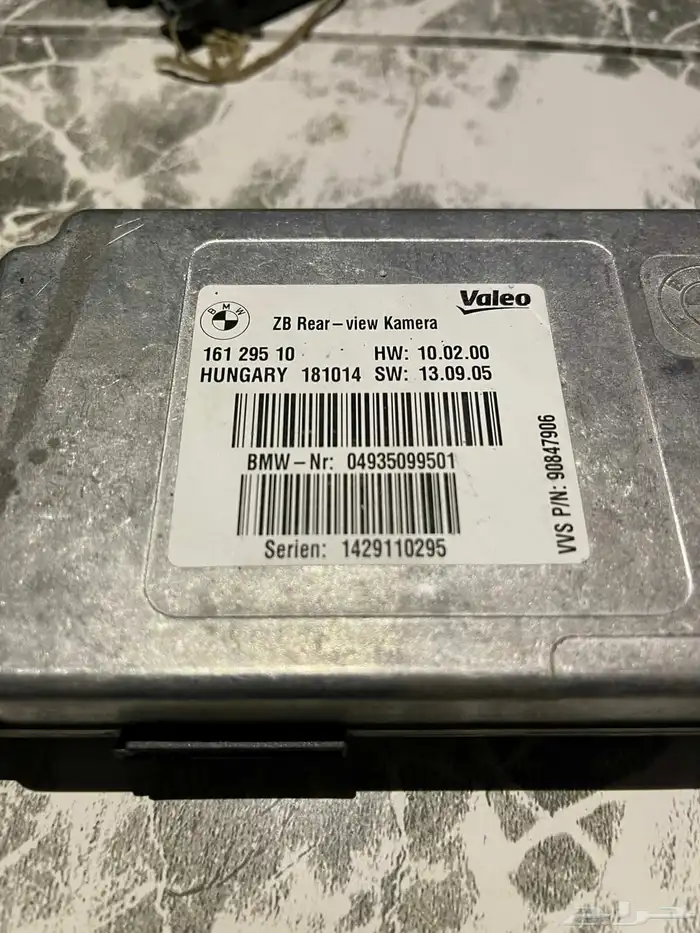 Valeo
BMW
ZB Rear-view Kamera
161 295 10 HW: 10.02.00
HUNGARY 181014 SW: 13.09.05
BMW-Nr: 04935099501
Serien: 1429110295
VVS P/N: 90847906
حراج